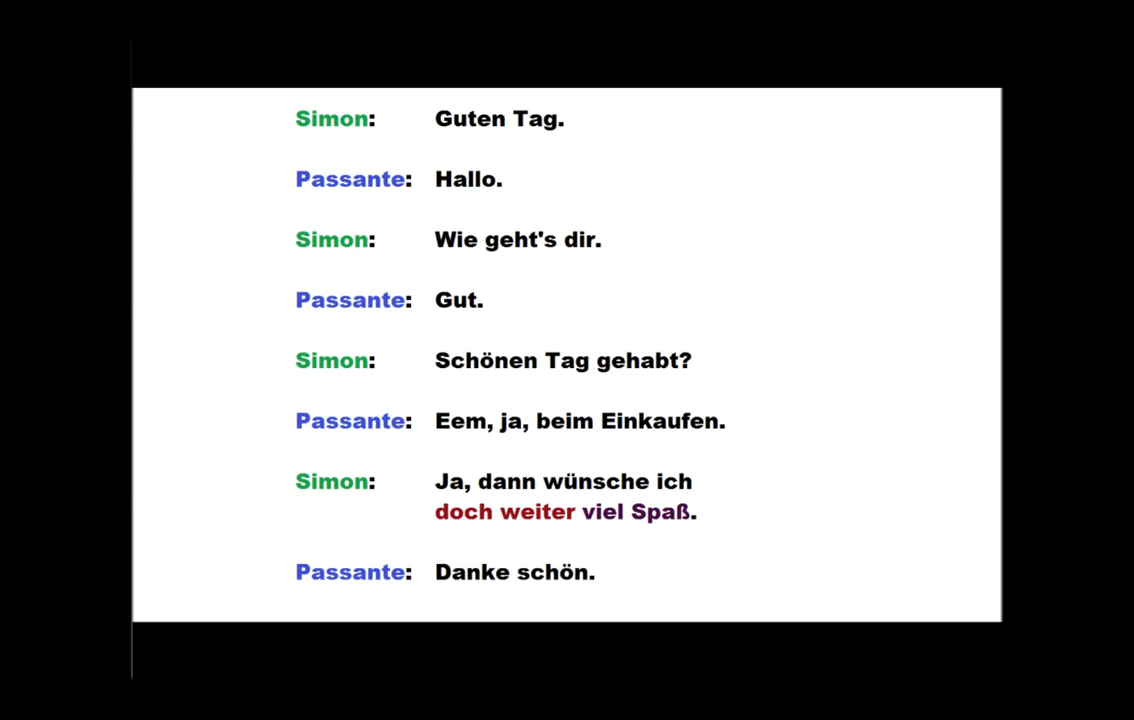 Simon: Guten Tag.
Passante: Hallo.
Simon: Wie geht's dir.
Passante: Gut.
Simon: Schönen Tag gehabt?
Passante: Eem, ja, beim Einkaufen.
Simon: Ja, dann wünsche ich
doch weiter viel Spaß.
Passante: Danke schön.